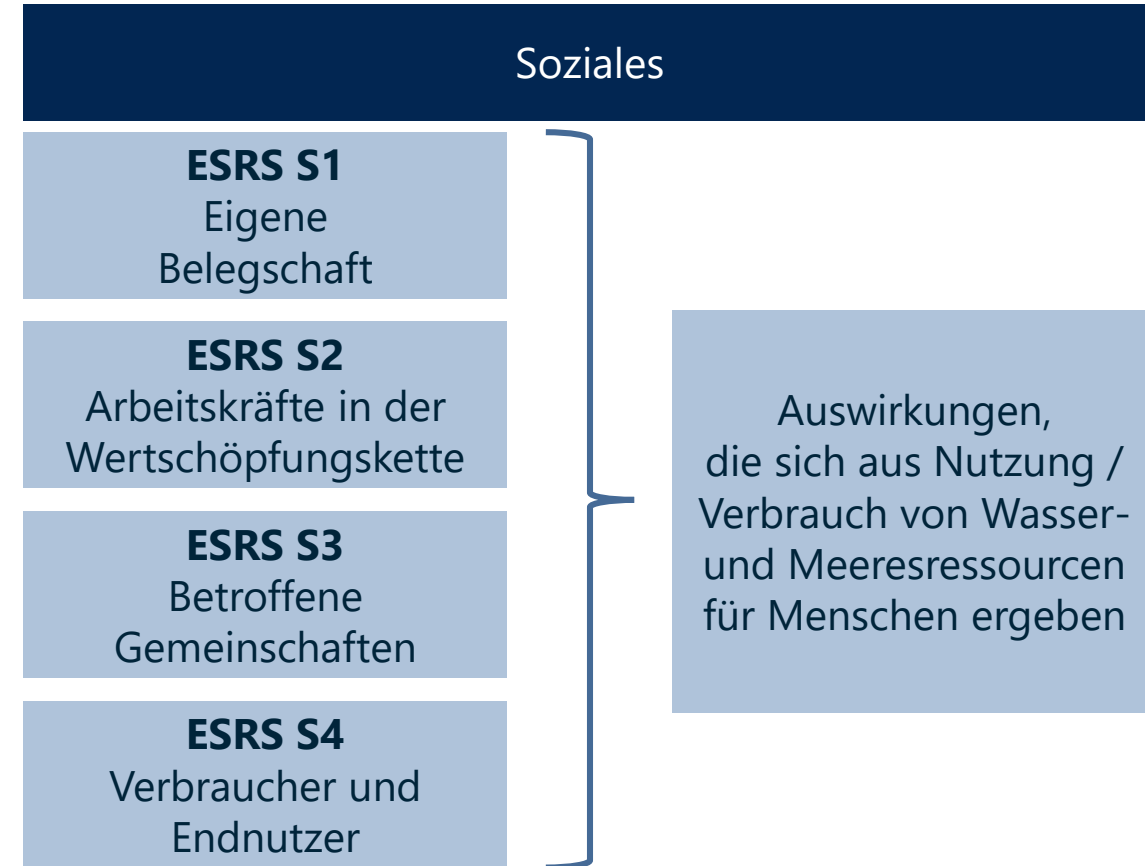 Soziales
ESRS S1
Eigene
Belegschaft
ESRS S2
Arbeitskräfte in der
Wertschöpfungskette
ESRS S3
Betroffene
Gemeinschaften
ESRS S4
Verbraucher und
Endnutzer
Auswirkungen,
die sich aus Nutzung /
Verbrauch von Wasser-
und Meeresressourcen
für Menschen ergeben